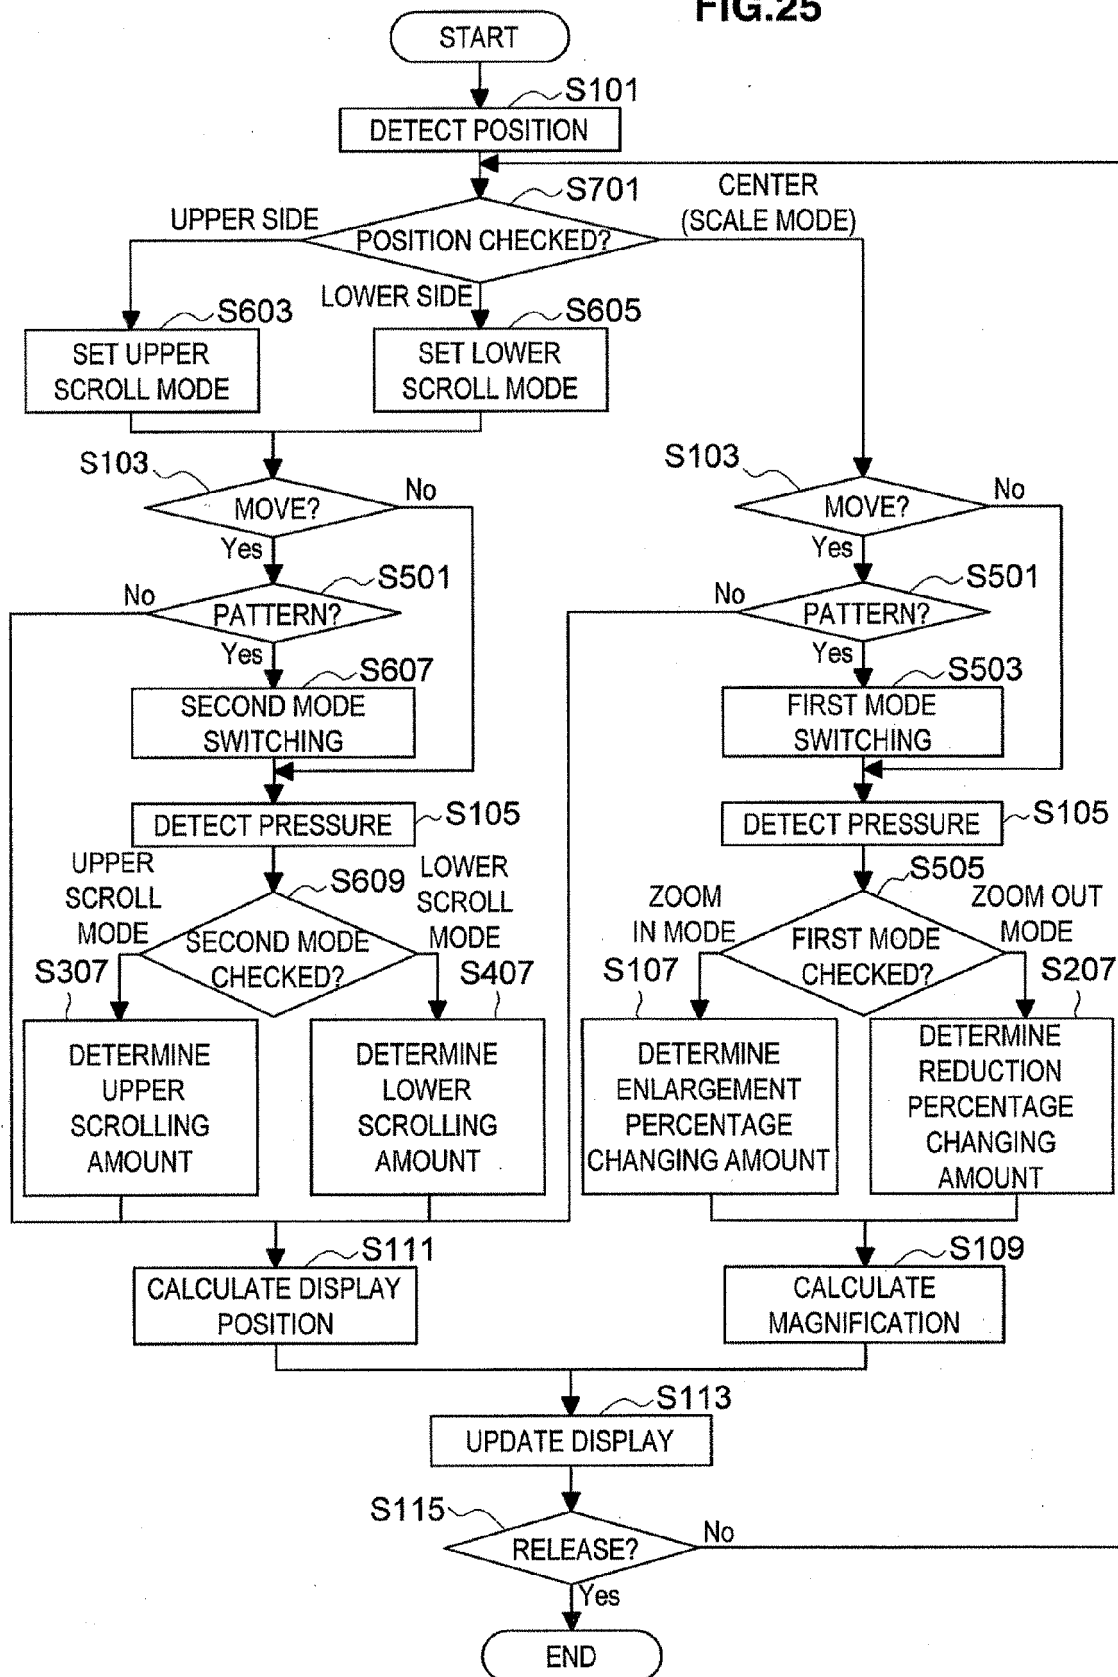 FIG.25
START
S101
DETECT POSITION
S701
CENTER
(SCALE MODE)
UPPER SIDE
POSITION CHECKED?
LOWER SIDE
S603
S605
SET UPPER
SCROLL MODE
SET LOWER
SCROLL MODE
S103
MOVE?
No
Yes
S103
MOVE?
No
Yes
S501
No
PATTERN?
Yes
S501
No
PATTERN?
Yes
S607
SECOND MODE
SWITCHING
S503
FIRST MODE
SWITCHING
DETECT PRESSURE
S105
DETECT PRESSURE
S105
UPPER
SCROLL
MODE
S609
LOWER
SCROLL
MODE
SECOND MODE
CHECKED?
S505
ZOOM
IN MODE
ZOOM OUT
MODE
FIRST MODE
CHECKED?
S307
S407
S107
S207
DETERMINE
UPPER
SCROLLING
AMOUNT
DETERMINE
LOWER
SCROLLING
AMOUNT
DETERMINE
ENLARGEMENT
PERCENTAGE
CHANGING AMOUNT
DETERMINE
REDUCTION
PERCENTAGE
CHANGING
AMOUNT
S111
CALCULATE DISPLAY
POSITION
S109
CALCULATE
MAGNIFICATION
S113
UPDATE DISPLAY
S115
RELEASE?
No
Yes
END